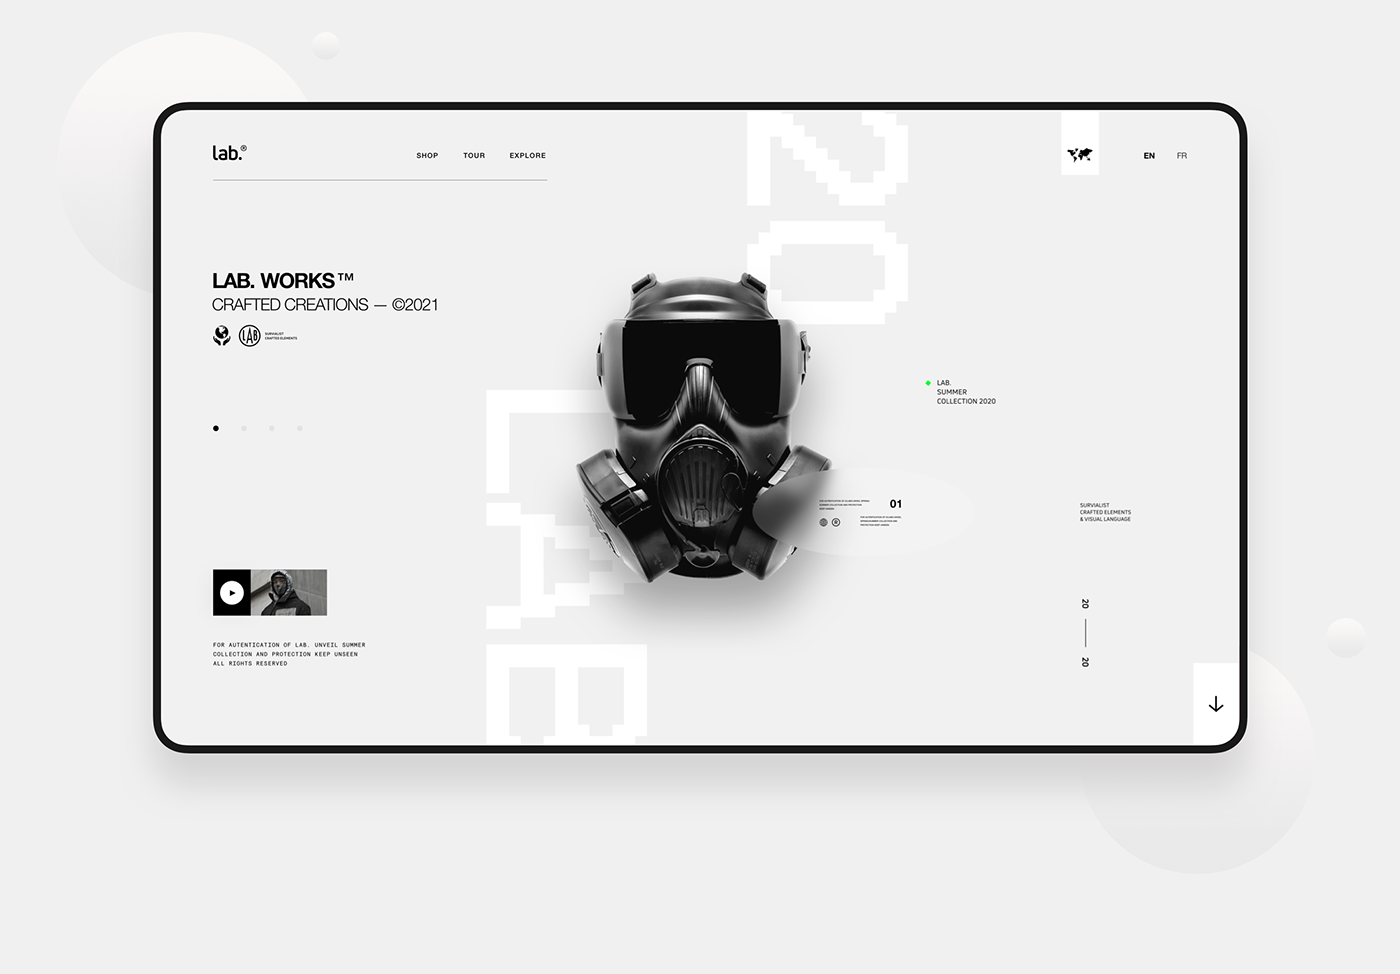 lab.®
SHOP TOUR EXPLORE
EN FR
20
LAB. WORKS™
CRAFTED CREATIONS — ©2021
LAB
SURVIALIST
CRAFTED ELEMENTS
LAB.
SUMMER
COLLECTION 2020
LAB
01
SURVIALIST
CRAFTED ELEMENTS
& VISUAL LANGUAGE
20
20
FOR AUTENTICATION OF LAB. UNVEIL SUMMER
COLLECTION AND PROTECTION KEEP UNSEEN
ALL RIGHTS RESERVED